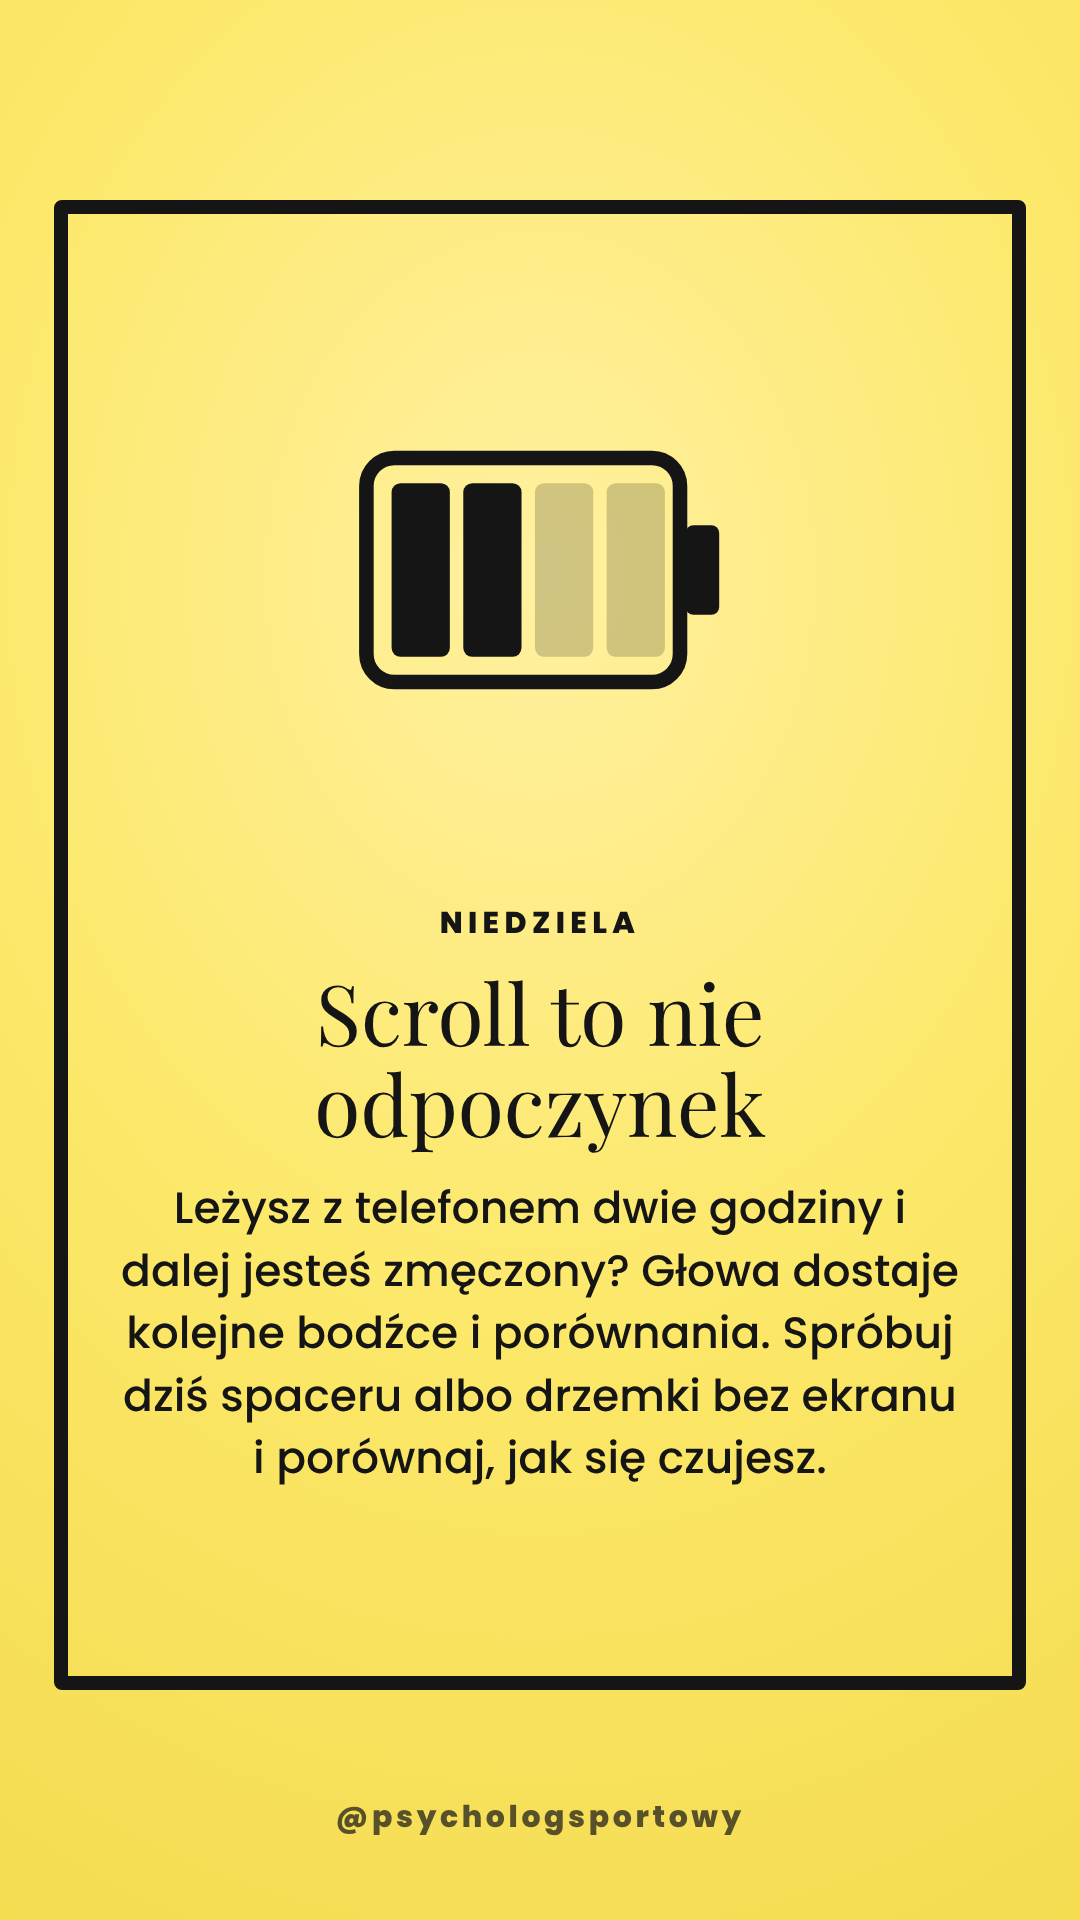 NIEDZIELA
Scroll to nie
odpoczynek
Leżysz z telefonem dwie godziny i
dalej jesteś zmęczony? Głowa dostaje
kolejne bodźce i porównania. Spróbuj
dziś spaceru albo drzemki bez ekranu
i porównaj, jak się czujesz.
@psychologsportowy